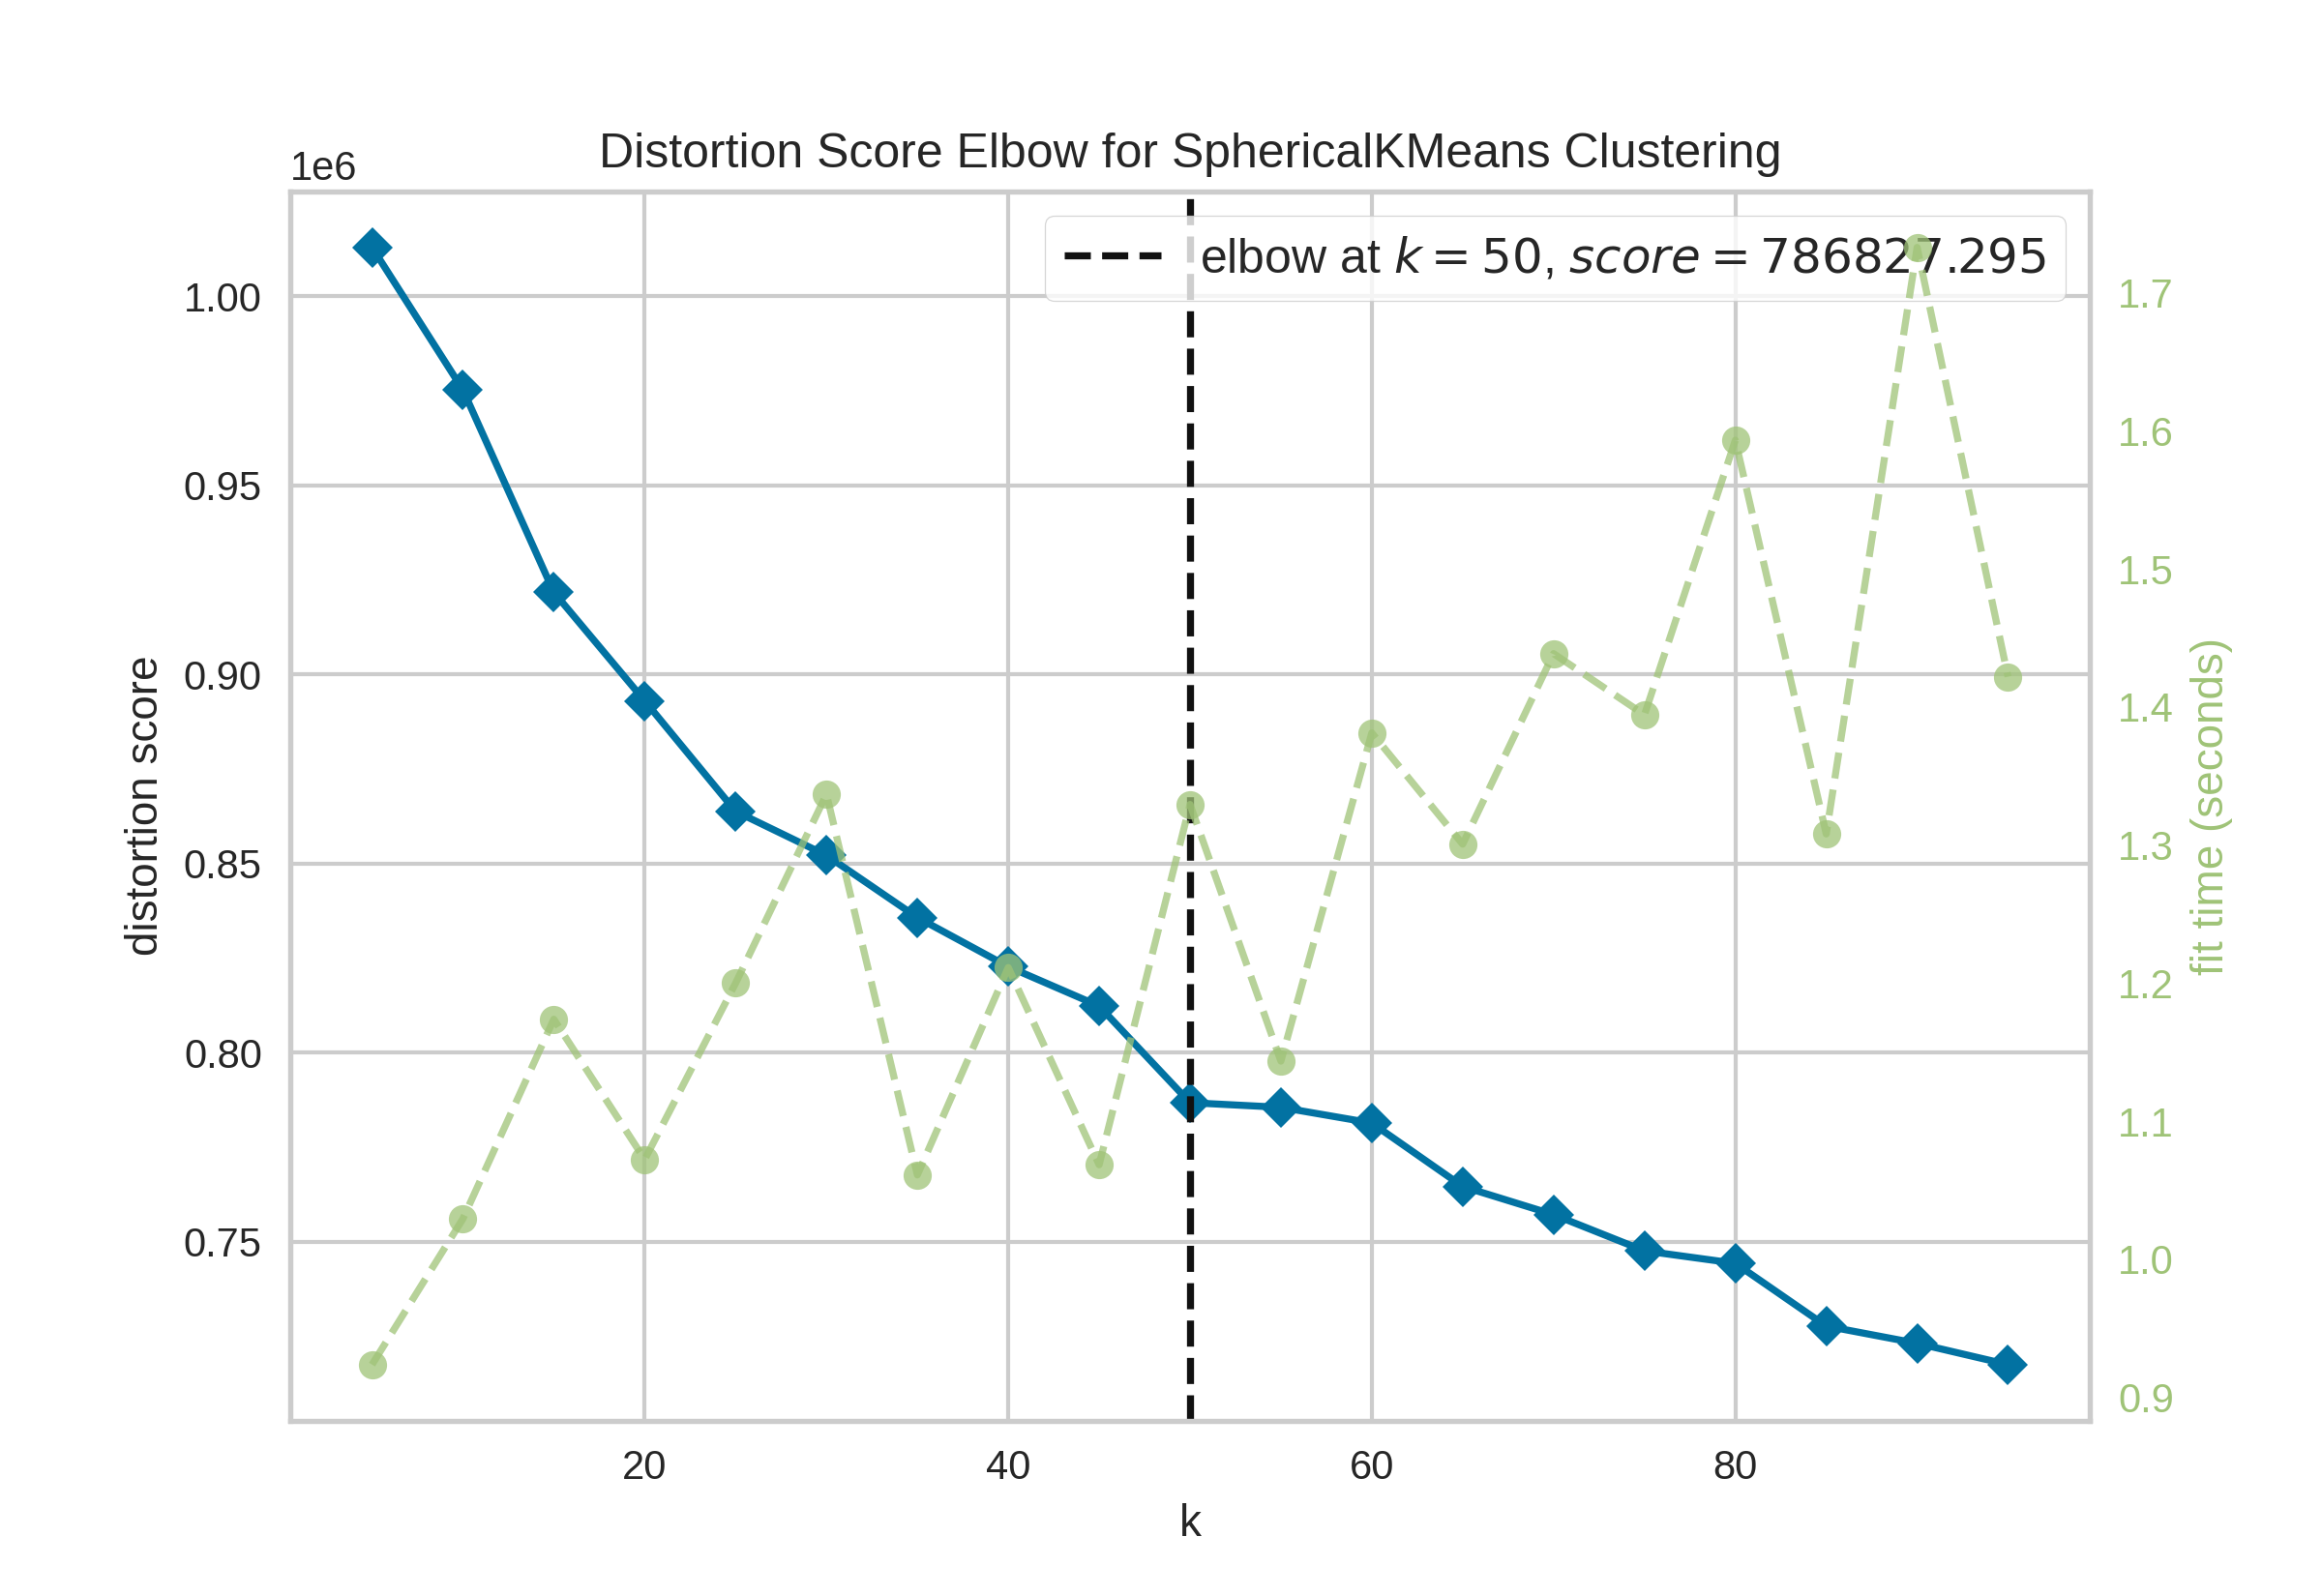 Distortion Score Elbow for SphericalKMeans Clustering
1e6
elbow at k = 50, score = 786827.295
1.00
0.95
0.90
0.85
0.80
0.75
distortion score
1.7
1.6
1.5
1.4
1.3
1.2
1.1
1.0
0.9
fit time (seconds)
20 40 60 80
k